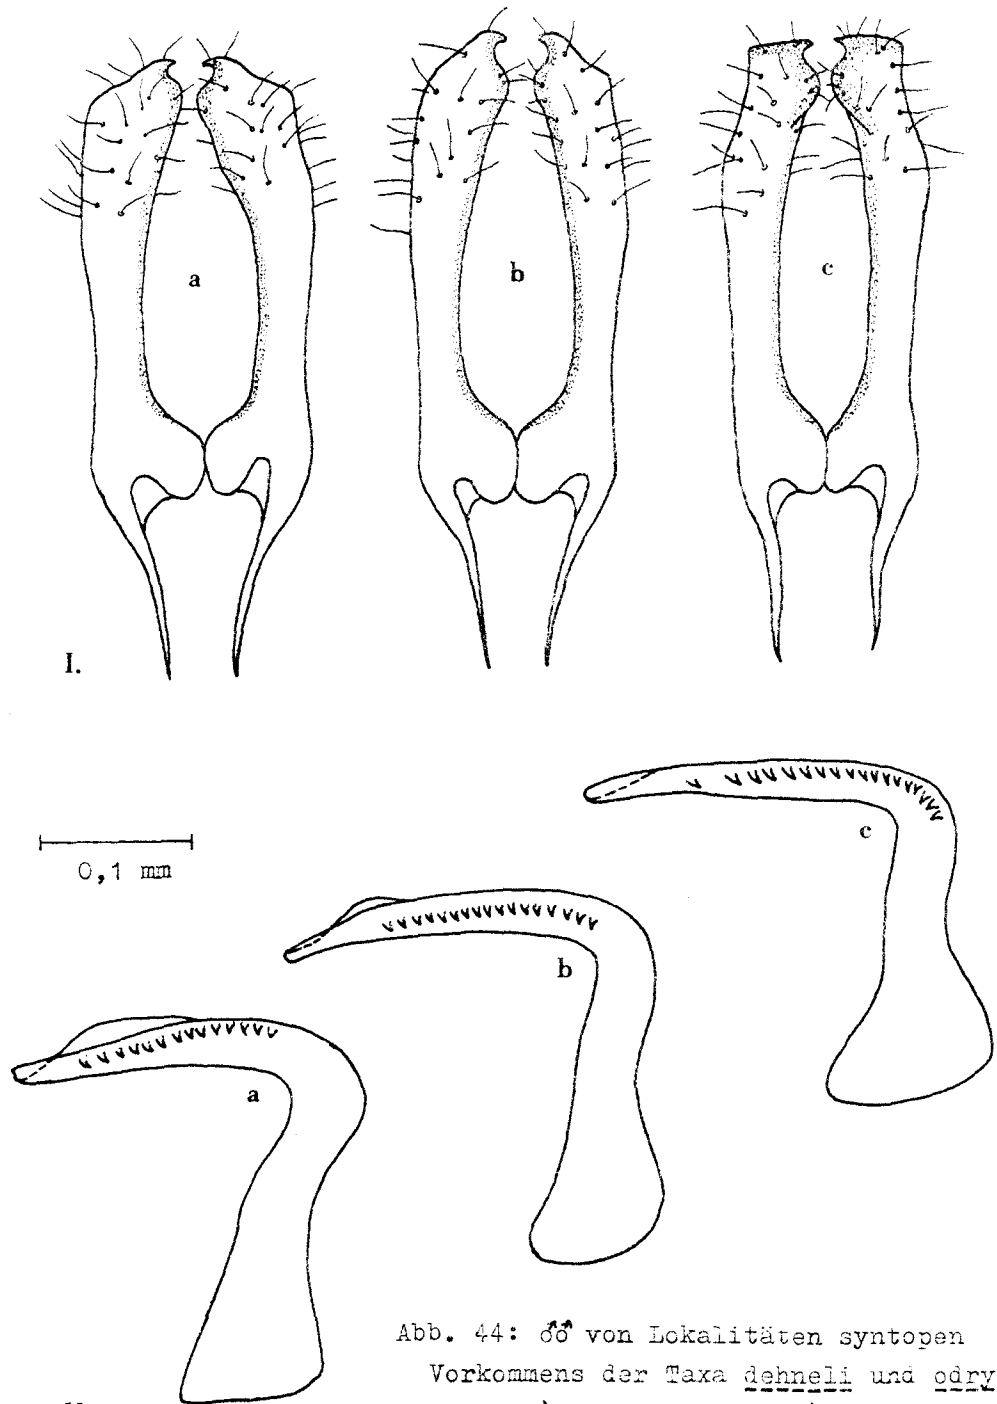 a
b
c
I.
0,1 mm
c
b
a
Abb. 44: ♂♂ von Lokalitäten syntopen
Vorkommens der Taxa dehneli und odry